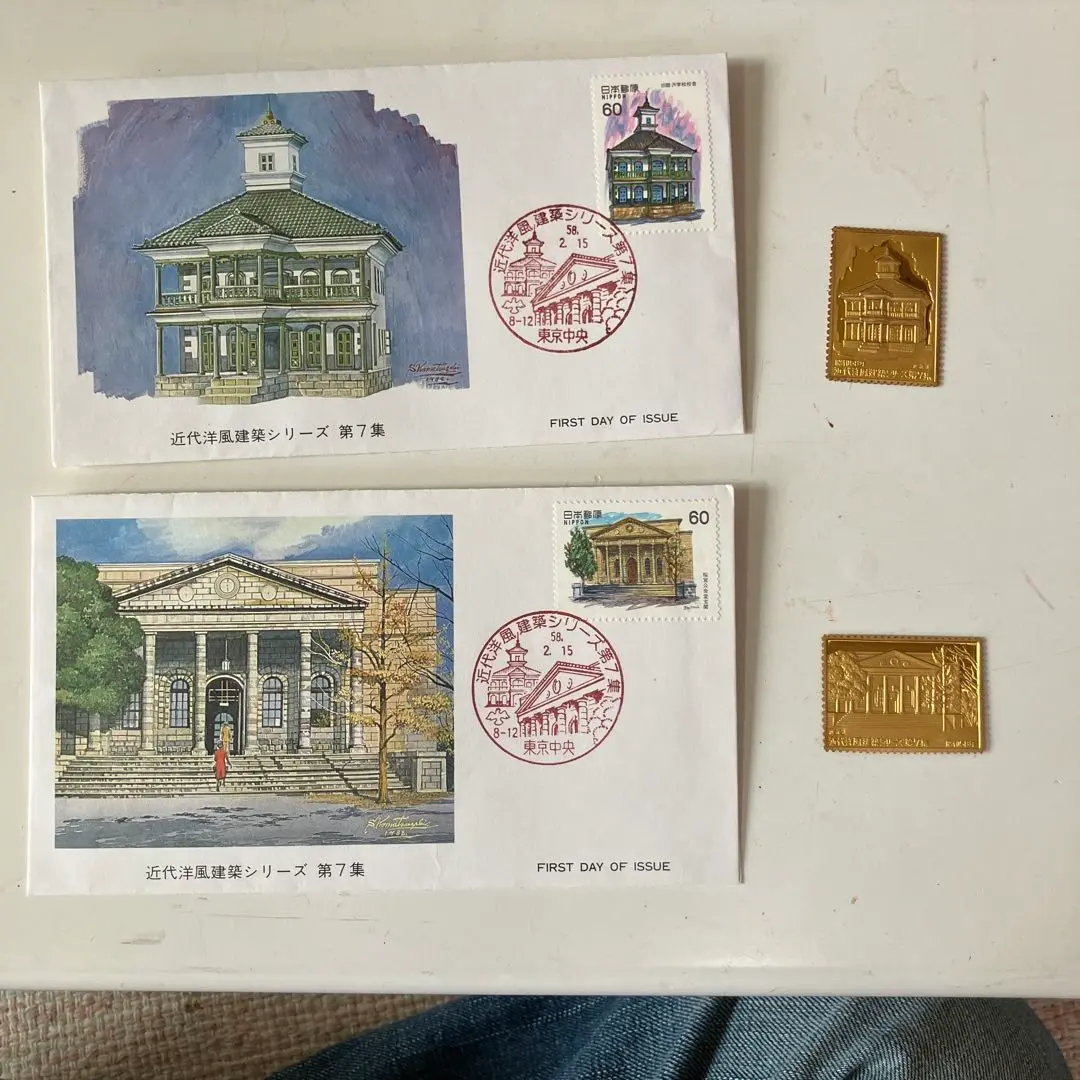 日本郵便
NIPPON
60
近代洋風建築シリーズ第7集
58.
2. 15
8-12
東京中央
近代洋風建築シリーズ 第7集
FIRST DAY OF ISSUE
日本郵便
NIPPON
60
近代洋風建築シリーズ第7集
58.
2. 15
8-12
東京中央
近代洋風建築シリーズ 第7集
FIRST DAY OF ISSUE